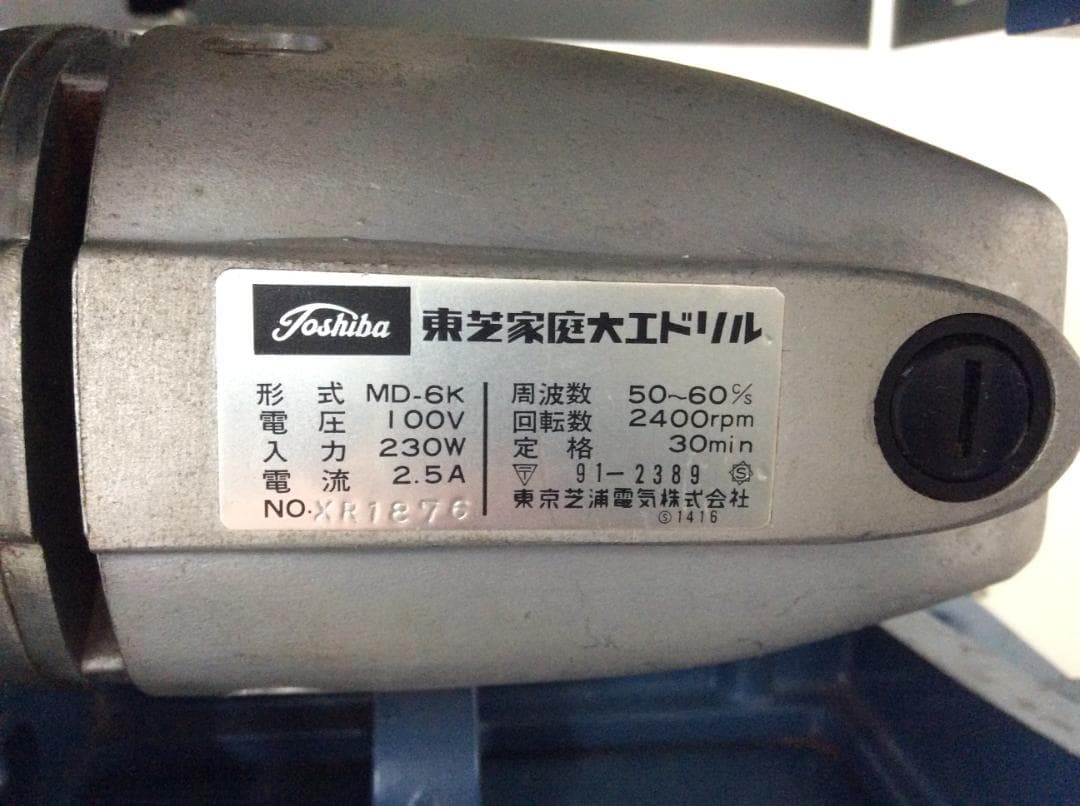 Toshiba 東芝家庭大工ドリル
形式 MD-6K
電圧 100V
入力 230W
電流 2.5A
NO.XR1876
周波数 50~60c/s
回転数 2400rpm
定格 30min
〒 91-2389 S
東京芝浦電気株式会社
Ⓢ1416